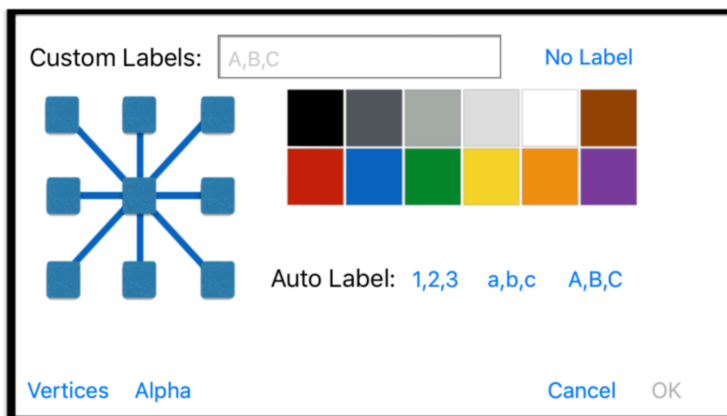 Custom Labels: A,B,C No Label
Auto Label: 1,2,3 a,b,c A,B,C
Vertices Alpha Cancel OK